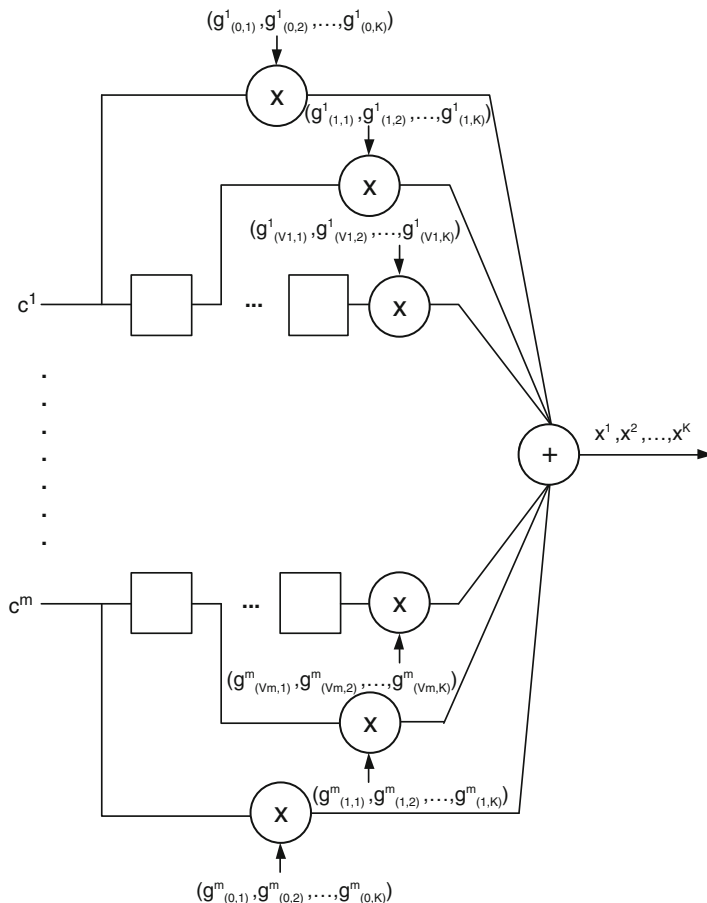 (g¹₍₀,₁₎,g¹₍₀,₂₎,...,g¹₍₀,K₎)
x
(g¹₍₁,₁₎,g¹₍₁,₂₎,...,g¹₍₁,K₎)
x
(g¹₍V1,1₎,g¹₍V1,2₎,...,g¹₍V1,K₎)
c¹
...
x
x¹,x²,...,xᴷ
+
cᵐ
...
x
(gᵐ₍Vm,1₎,gᵐ₍Vm,2₎,...,gᵐ₍Vm,K₎)
x
(gᵐ₍₁,₁₎,gᵐ₍₁,₂₎,...,gᵐ₍₁,K₎)
x
(gᵐ₍₀,₁₎,gᵐ₍₀,₂₎,...,gᵐ₍₀,K₎)